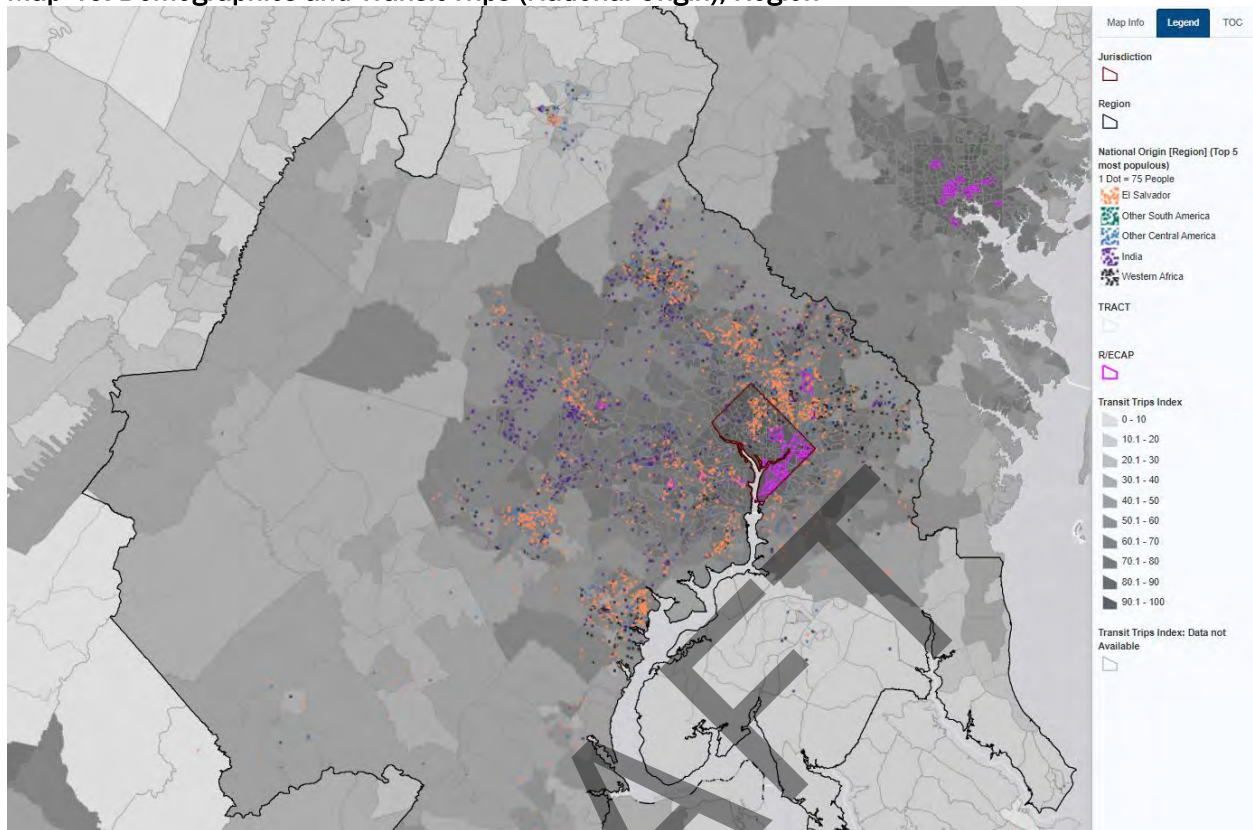 Map Info Legend TOC
Jurisdiction
Region
National Origin [Region] (Top 5
most populous)
1 Dot = 75 People
El Salvador
Other South America
Other Central America
India
Western Africa
TRACT
R/ECAP
Transit Trips Index
0 - 10
10.1 - 20
20.1 - 30
30.1 - 40
40.1 - 50
50.1 - 60
60.1 - 70
70.1 - 80
80.1 - 90
90.1 - 100
Transit Trips Index: Data not
Available